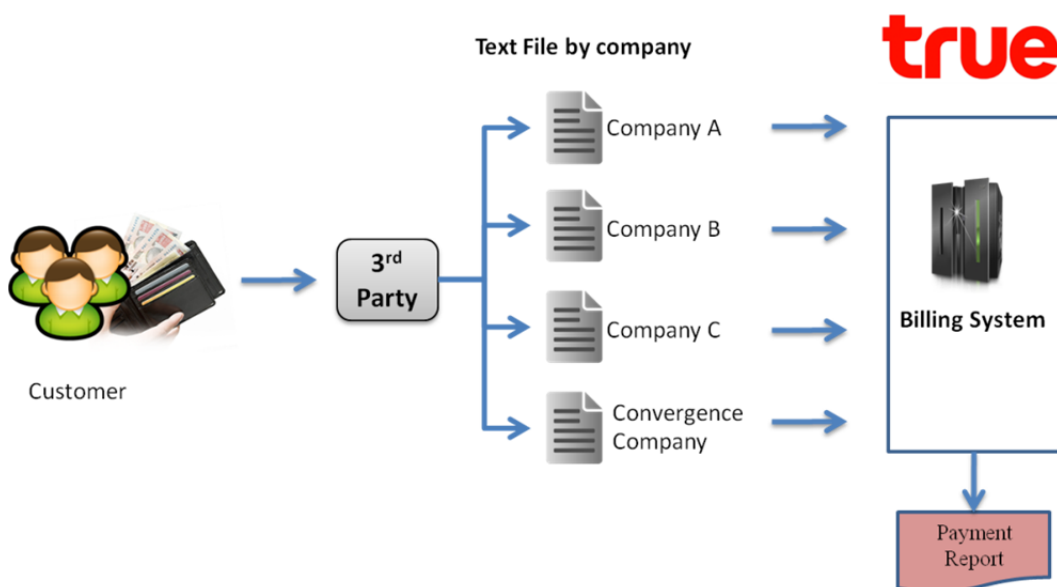 Text File by company
true
Company A
Company B
3rd
Party
Company C
Billing System
Customer
Convergence
Company
Payment
Report